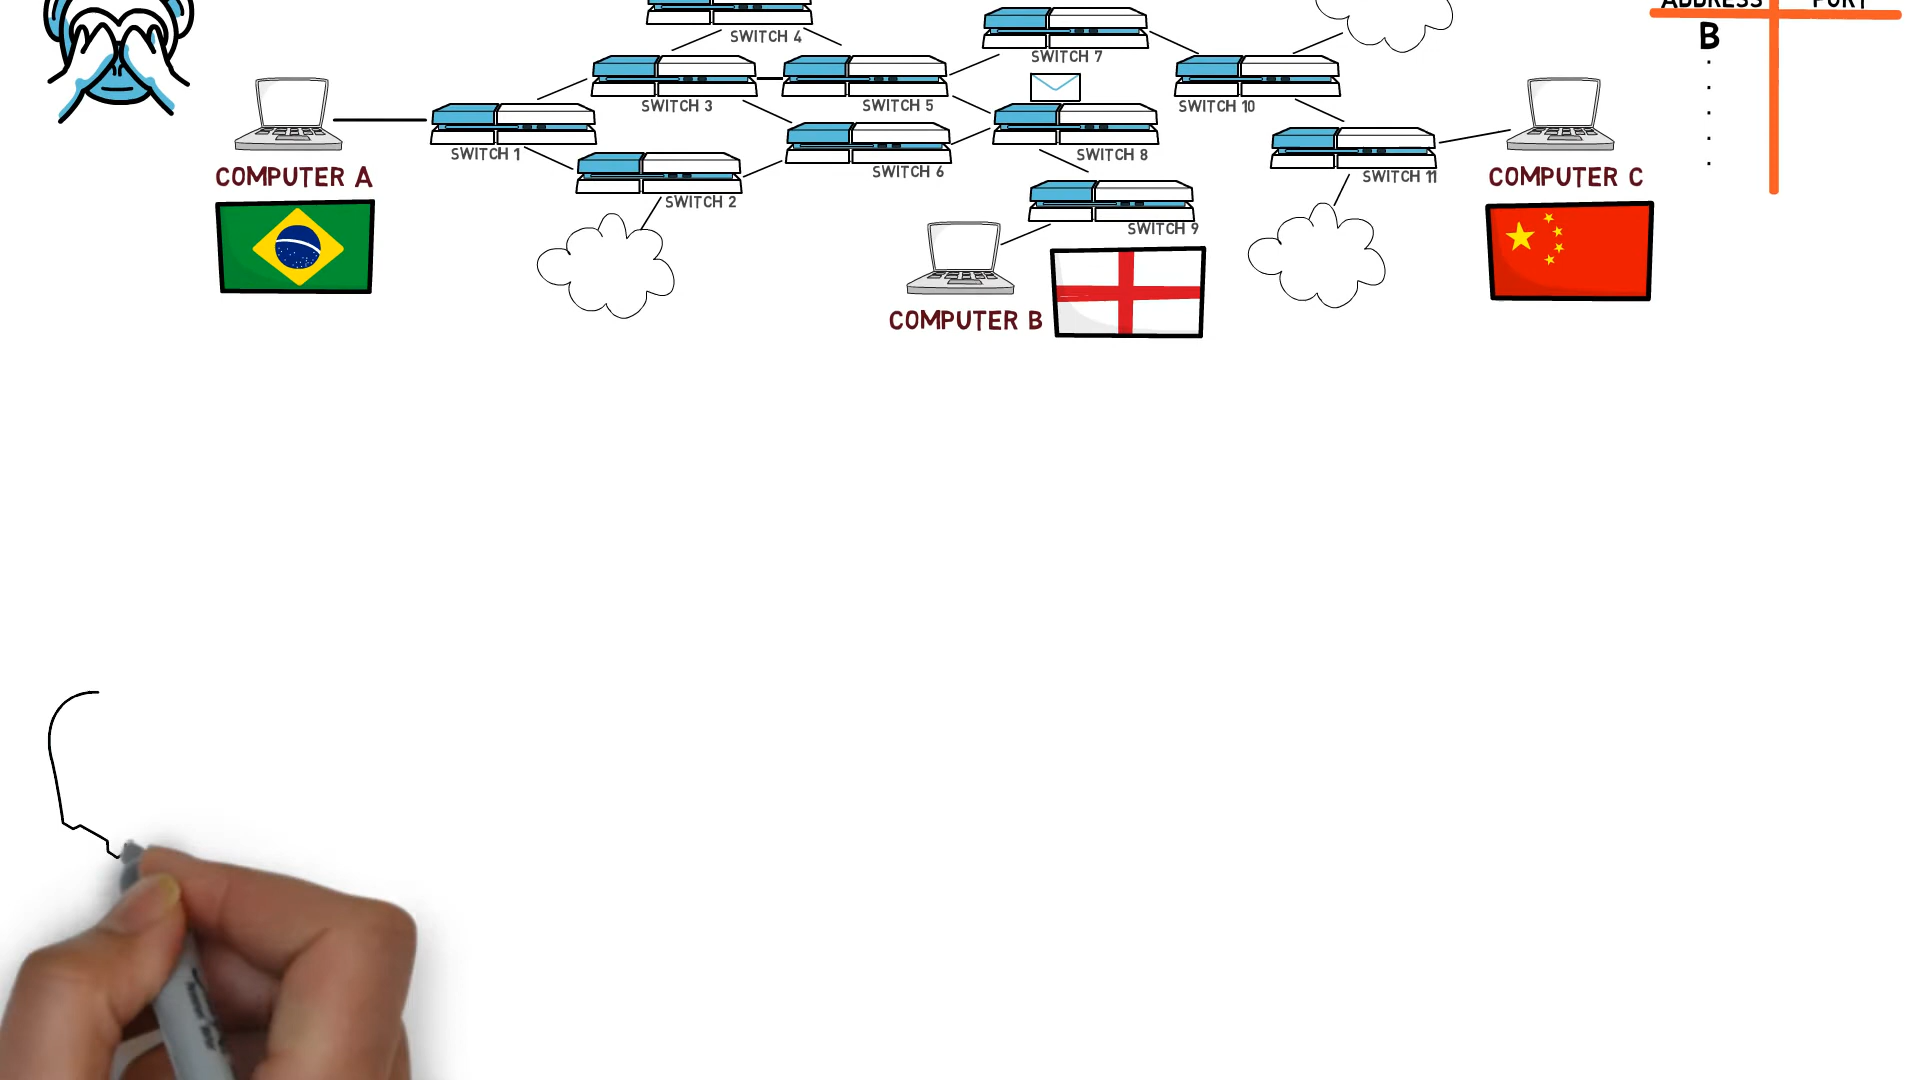 ADDRESS PORT
B
SWITCH 4
SWITCH 7
SWITCH 3
SWITCH 5
SWITCH 10
SWITCH 1
SWITCH 8
SWITCH 6
SWITCH 11
COMPUTER A
COMPUTER C
SWITCH 2
SWITCH 9
COMPUTER B